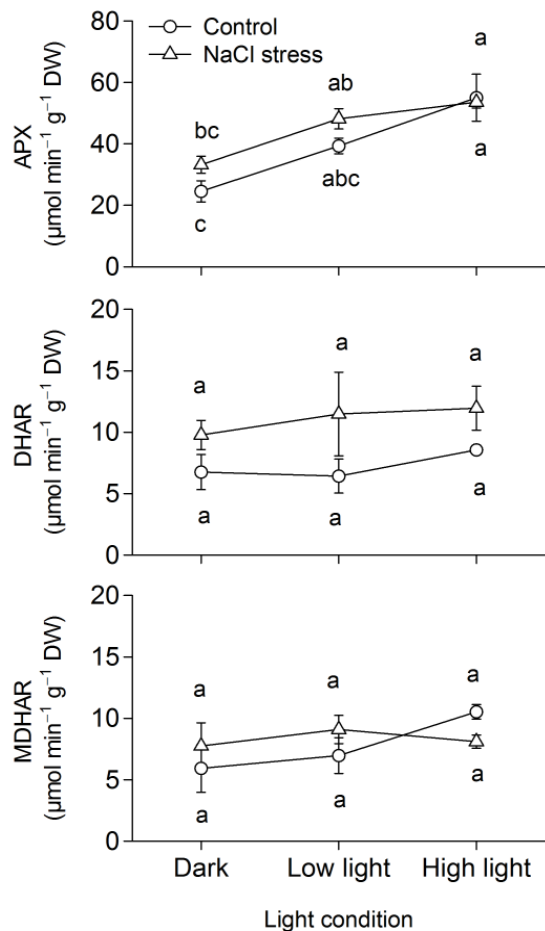 Control
NaCl stress
APX
(µmol min⁻¹ g⁻¹ DW)
80
60
40
20
0
a
ab
bc
a
abc
c
DHAR
(µmol min⁻¹ g⁻¹ DW)
20
15
10
5
0
a
a
a
a
a
a
MDHAR
(µmol min⁻¹ g⁻¹ DW)
20
15
10
5
0
a
a
a
a
a
a
Dark Low light High light
Light condition